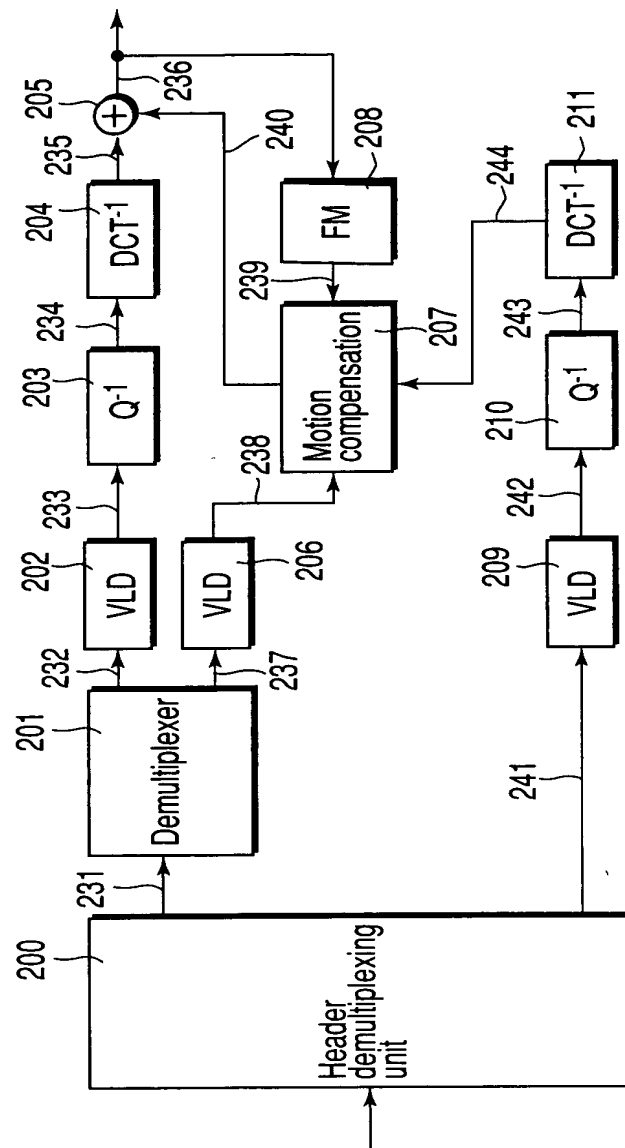 200
Header
demultiplexing
unit
231
201
Demultiplexer
232
202
VLD
233
203
Q-1
234
204
DCT-1
235
205
236
237
VLD
206
238
Motion
compensation
207
239
FM
208
240
241
209
VLD
242
210
Q-1
243
DCT-1
211
244